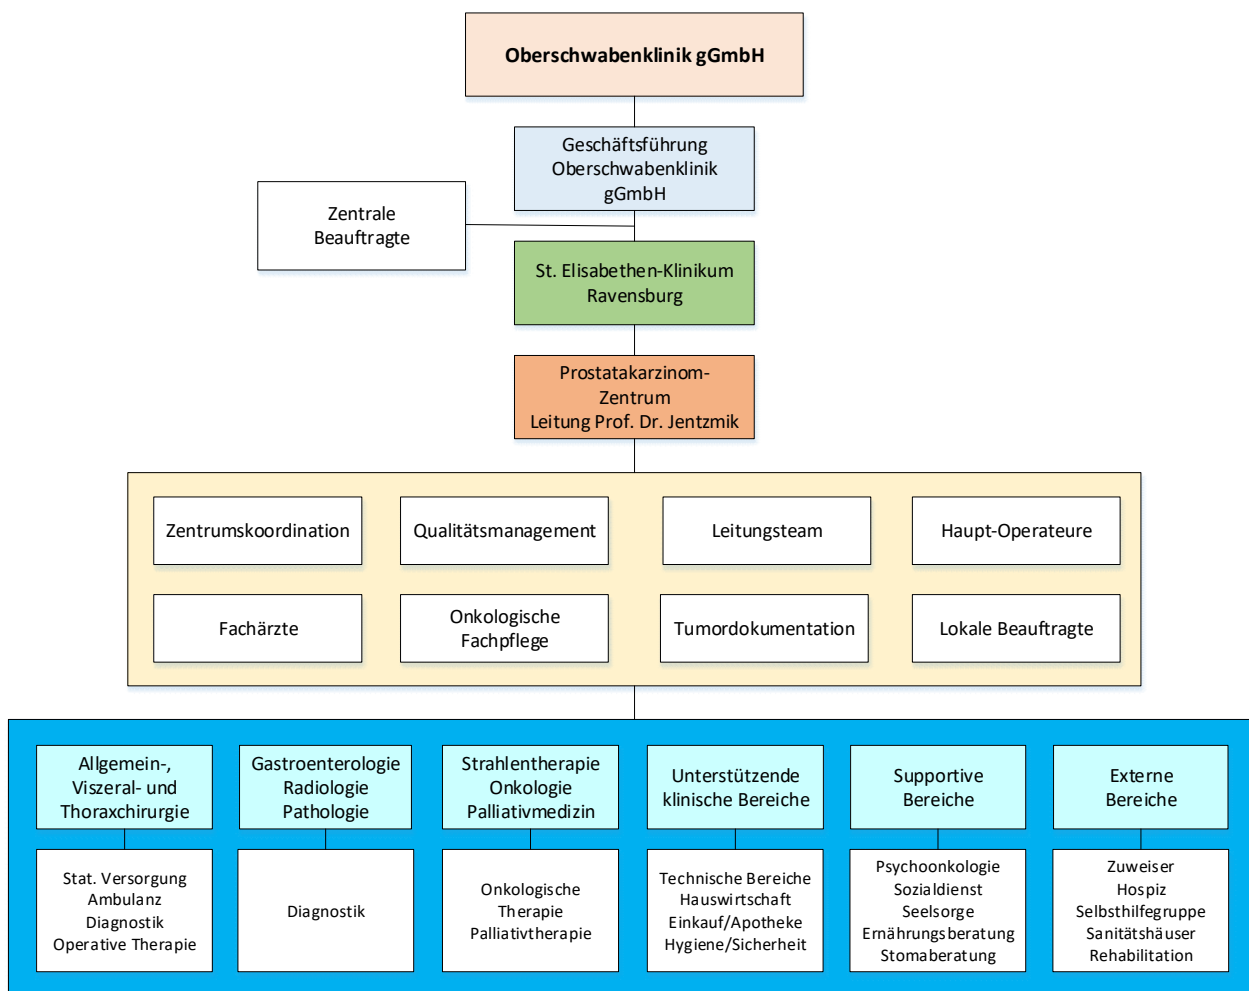 Oberschwabenklinik gGmbH
Geschäftsführung
Oberschwabenklinik
gGmbH
Zentrale
Beauftragte
St. Elisabethen-Klinikum
Ravensburg
Prostatakarzinom-
Zentrum
Leitung Prof. Dr. Jentzmik
Zentrumskoordination
Qualitätsmanagement
Leitungsteam
Haupt-Operateure
Fachärzte
Onkologische
Fachpflege
Tumordokumentation
Lokale Beauftragte
Allgemein-,
Viszeral- und
Thoraxchirurgie
Gastroenterologie
Radiologie
Pathologie
Strahlentherapie
Onkologie
Palliativmedizin
Unterstützende
klinische Bereiche
Supportive
Bereiche
Externe
Bereiche
Stat. Versorgung
Ambulanz
Diagnostik
Operative Therapie
Diagnostik
Onkologische
Therapie
Palliativtherapie
Technische Bereiche
Hauswirtschaft
Einkauf/Apotheke
Hygiene/Sicherheit
Psychoonkologie
Sozialdienst
Seelsorge
Ernährungsberatung
Stomaberatung
Zuweiser
Hospiz
Selbsthilfegruppe
Sanitätshäuser
Rehabilitation